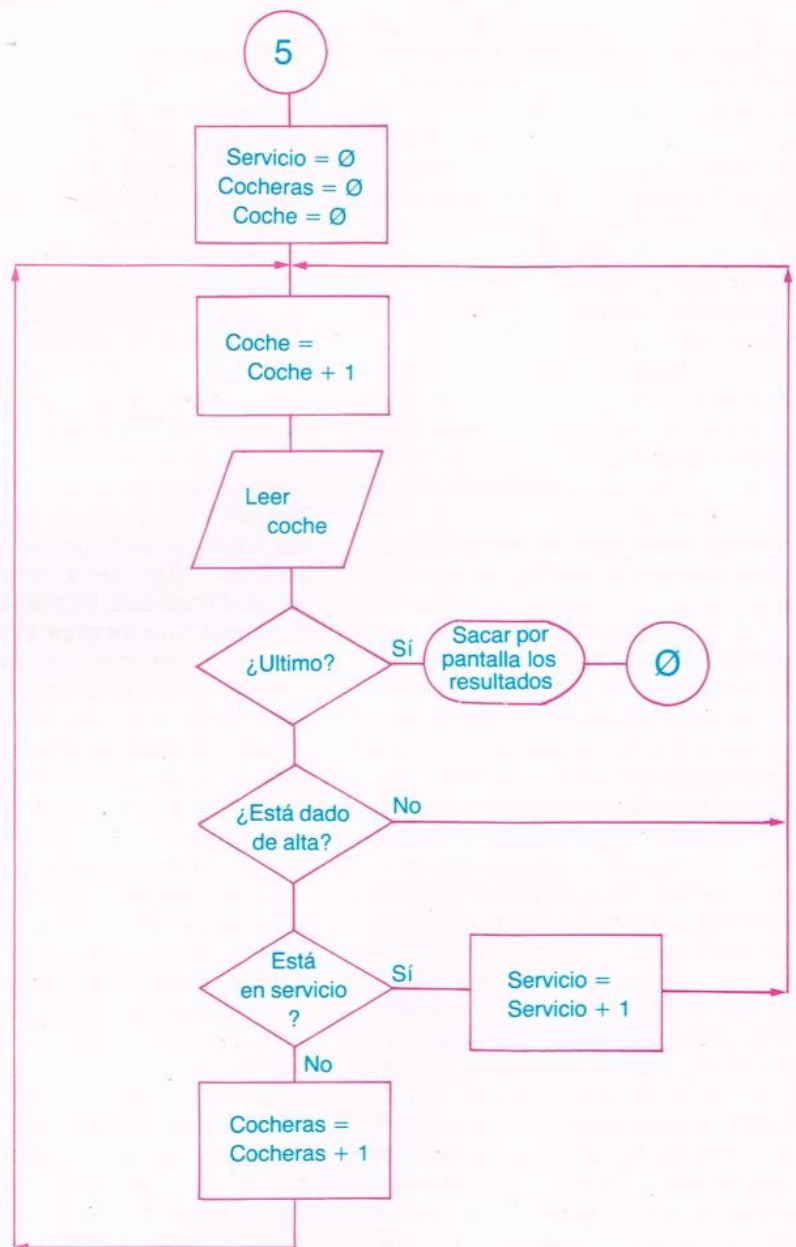 5
Servicio = Ø
Cocheras = Ø
Coche = Ø
Coche =
Coche + 1
Leer
coche
¿Ultimo?
Sí
Sacar por
pantalla los
resultados
Ø
¿Está dado
de alta?
No
Está
en servicio
?
Sí
Servicio =
Servicio + 1
No
Cocheras =
Cocheras + 1